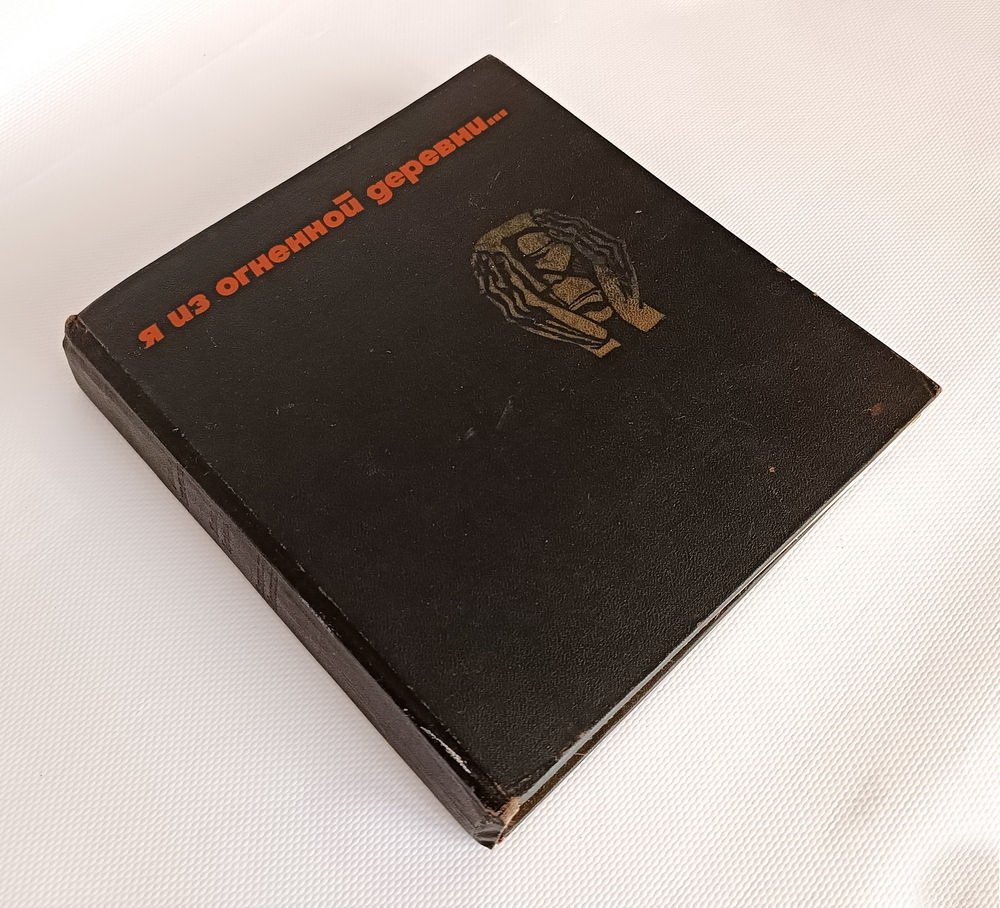 я из огненной деревни...